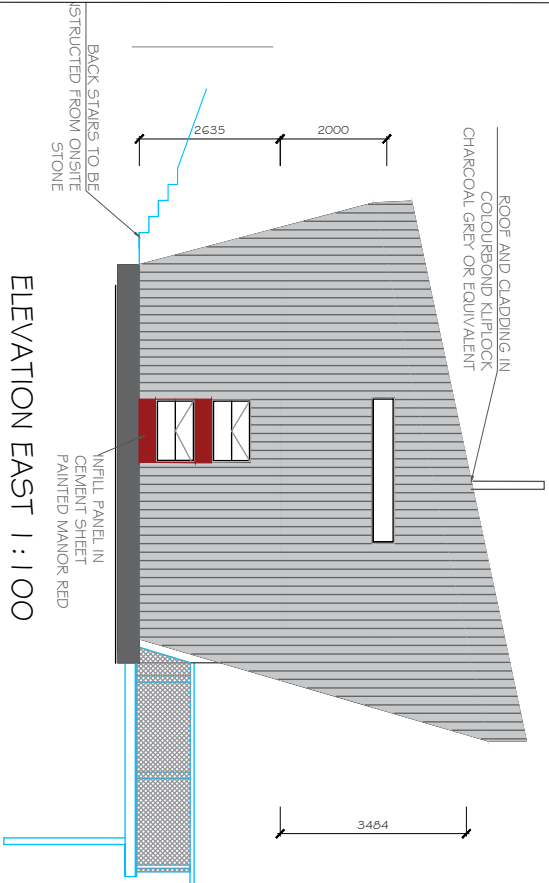 ROOF AND CLADDING IN
COLOURBOND KLIPLOCK
CHARCOAL GREY OR EQUIVALENT
2000
2635
3484
BACK STAIRS TO BE
NSTRUCTED FROM ONSITE
STONE
INFILL PANEL IN
CEMENT SHEET
PAINTED MANOR RED
ELEVATION EAST 1:100